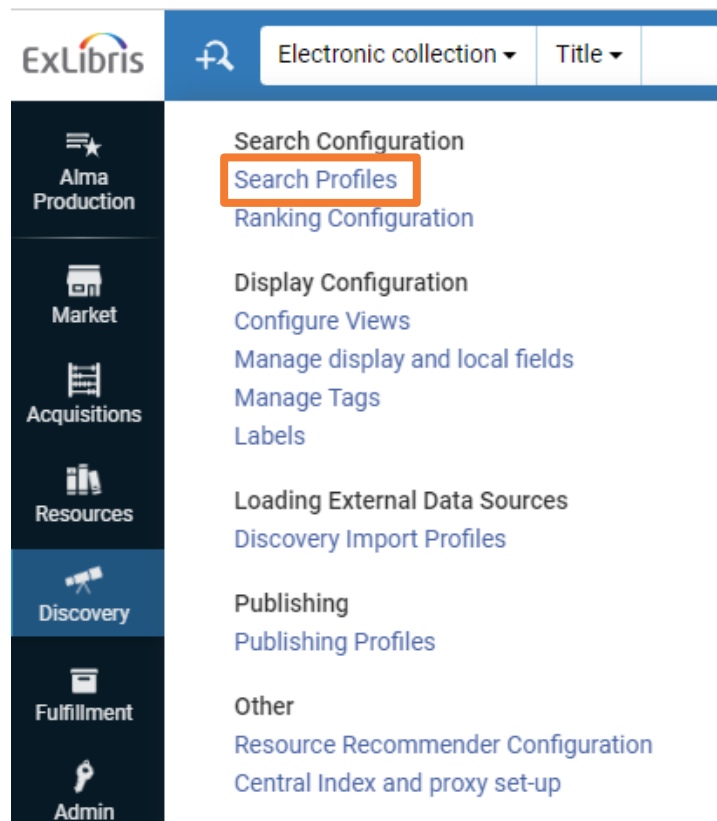 ExLibris
Electronic collection
Title
Alma
Production
Market
Acquisitions
Resources
Discovery
Fulfillment
Admin
Search Configuration
Search Profiles
Ranking Configuration
Display Configuration
Configure Views
Manage display and local fields
Manage Tags
Labels
Loading External Data Sources
Discovery Import Profiles
Publishing
Publishing Profiles
Other
Resource Recommender Configuration
Central Index and proxy set-up